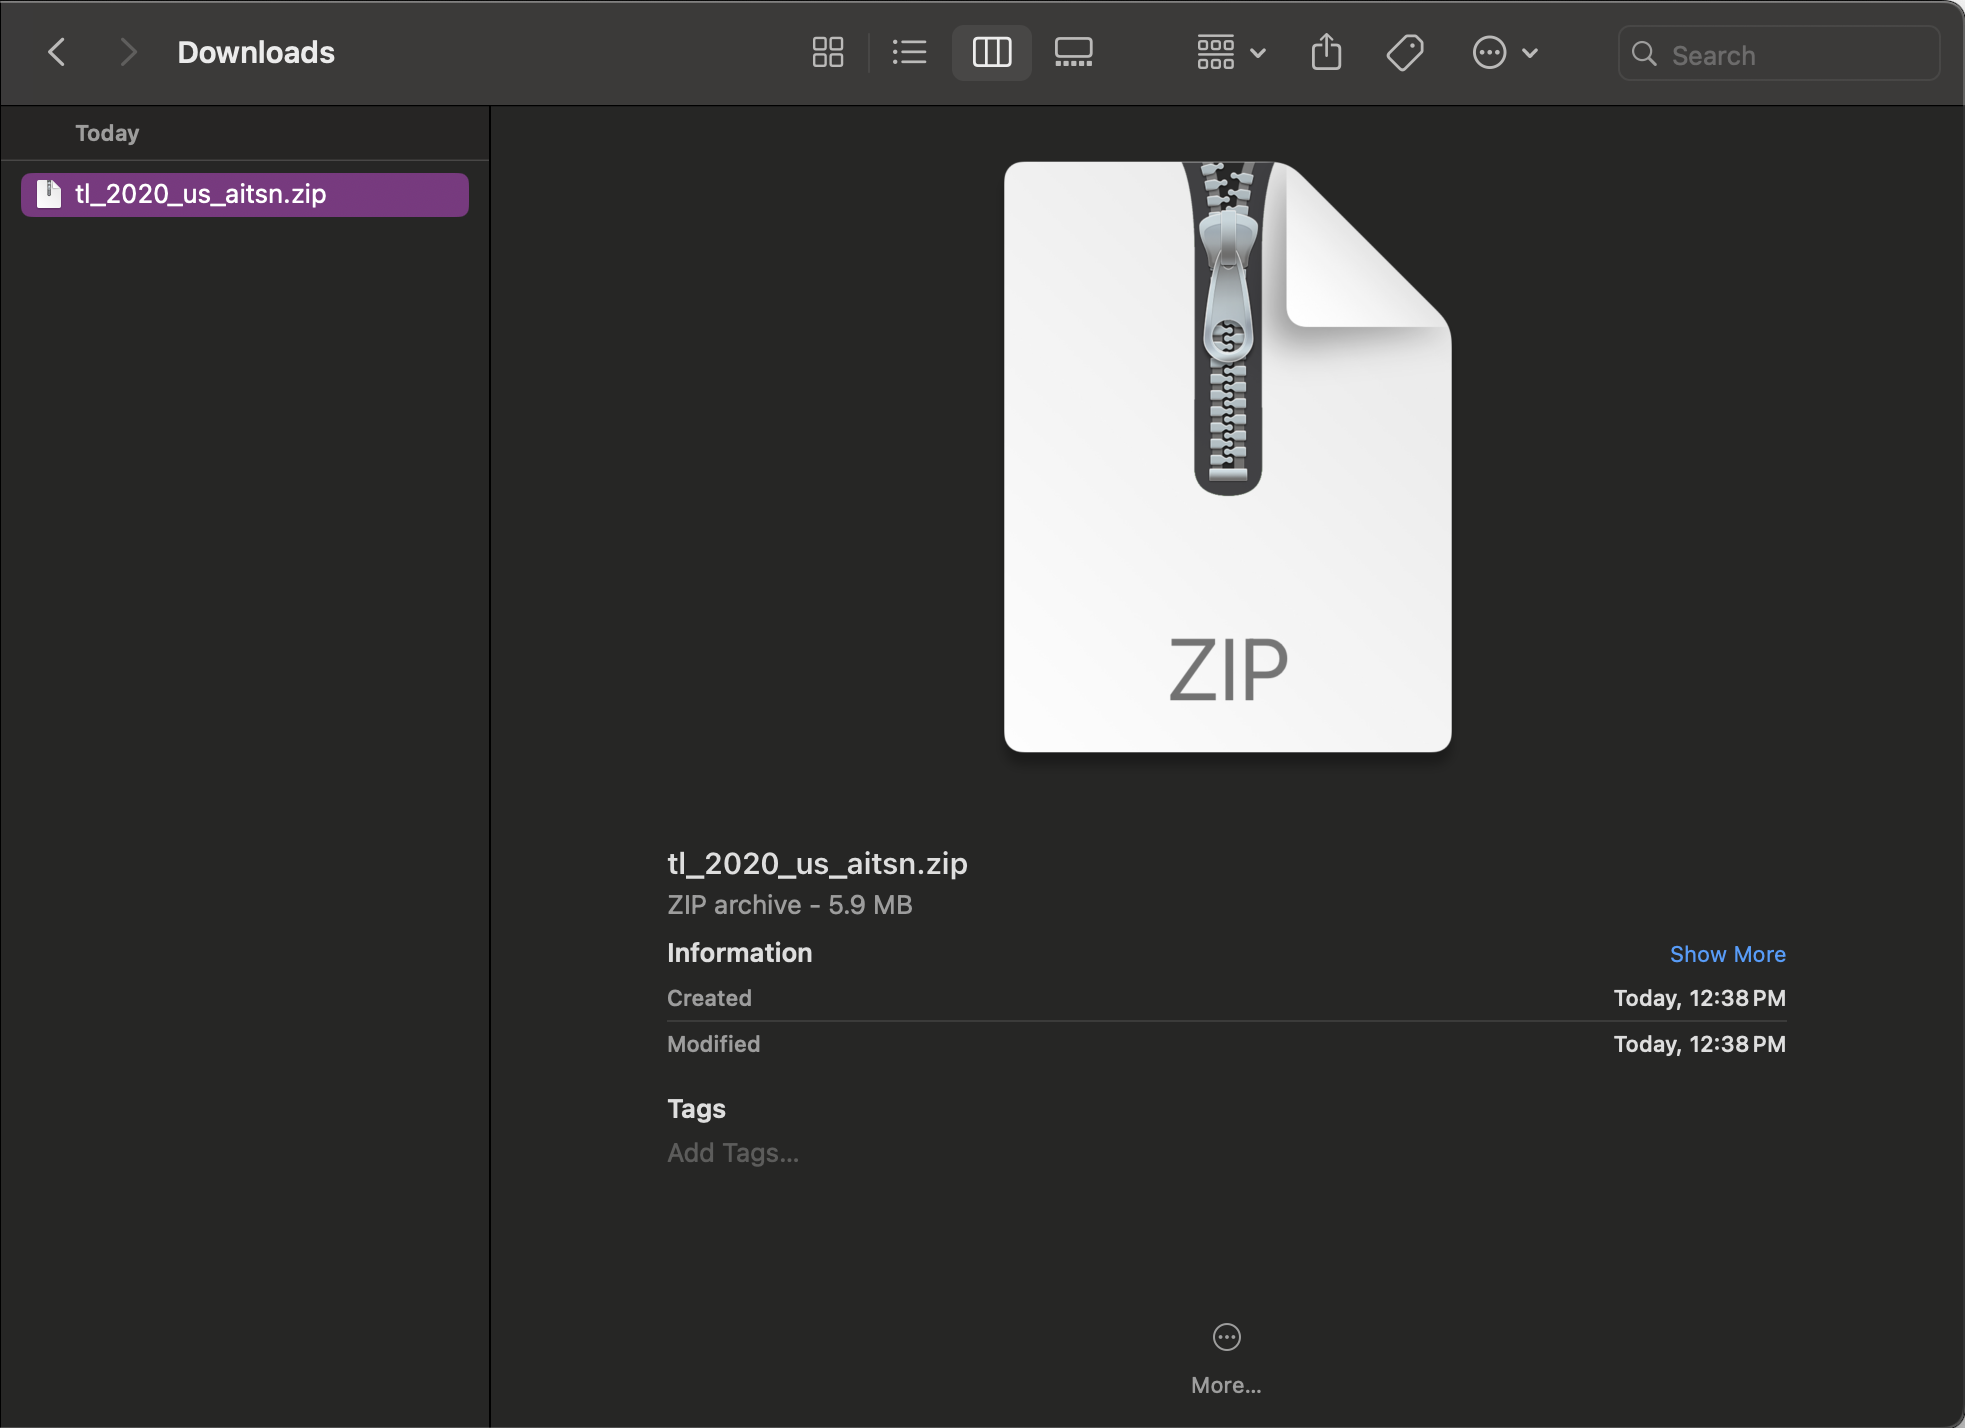 Downloads
Search
Today
tl_2020_us_aitsn.zip
ZIP
tl_2020_us_aitsn.zip
ZIP archive - 5.9 MB
Information
Show More
Created
Today, 12:38 PM
Modified
Today, 12:38 PM
Tags
Add Tags...
More...